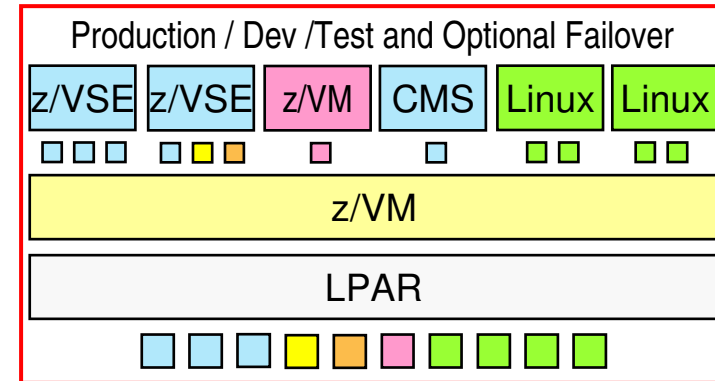 Production / Dev /Test and Optional Failover
z/VSE z/VSE z/VM CMS Linux Linux
z/VM
LPAR